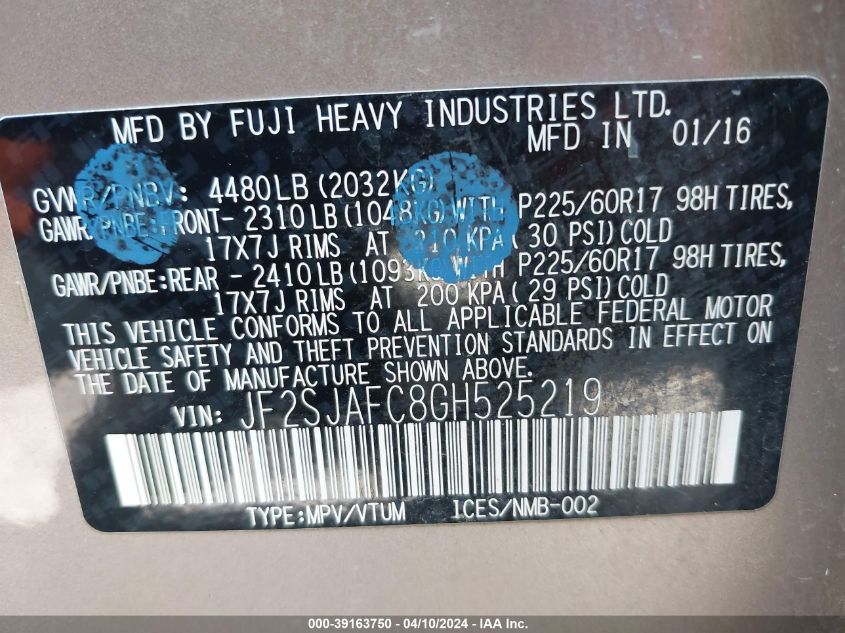 MFD BY FUJI HEAVY INDUSTRIES LTD.
MFD IN 01/16
GVWR/PNBV: 4480LB (2032KG)
GAWR/PNBE:FRONT- 2310LB (1048KG) WITH P225/60R17 98H TIRES,
17X7J RIMS AT 210 KPA( 30 PSI) COLD
GAWR/PNBE:REAR - 2410LB (1093KG) WITH P225/60R17 98H TIRES,
17X7J RIMS AT 200 KPA( 29 PSI) COLD
THIS VEHICLE CONFORMS TO ALL APPLICABLE FEDERAL MOTOR
VEHICLE SAFETY AND THEFT PREVENTION STANDARDS IN EFFECT ON
THE DATE OF MANUFACTURE SHOWN ABOVE.
VIN: JF2SJAFC8GH525219
TYPE:MPV/VTUM ICES/NMB-002
000-39163750 - 04/10/2024 - IAA Inc.